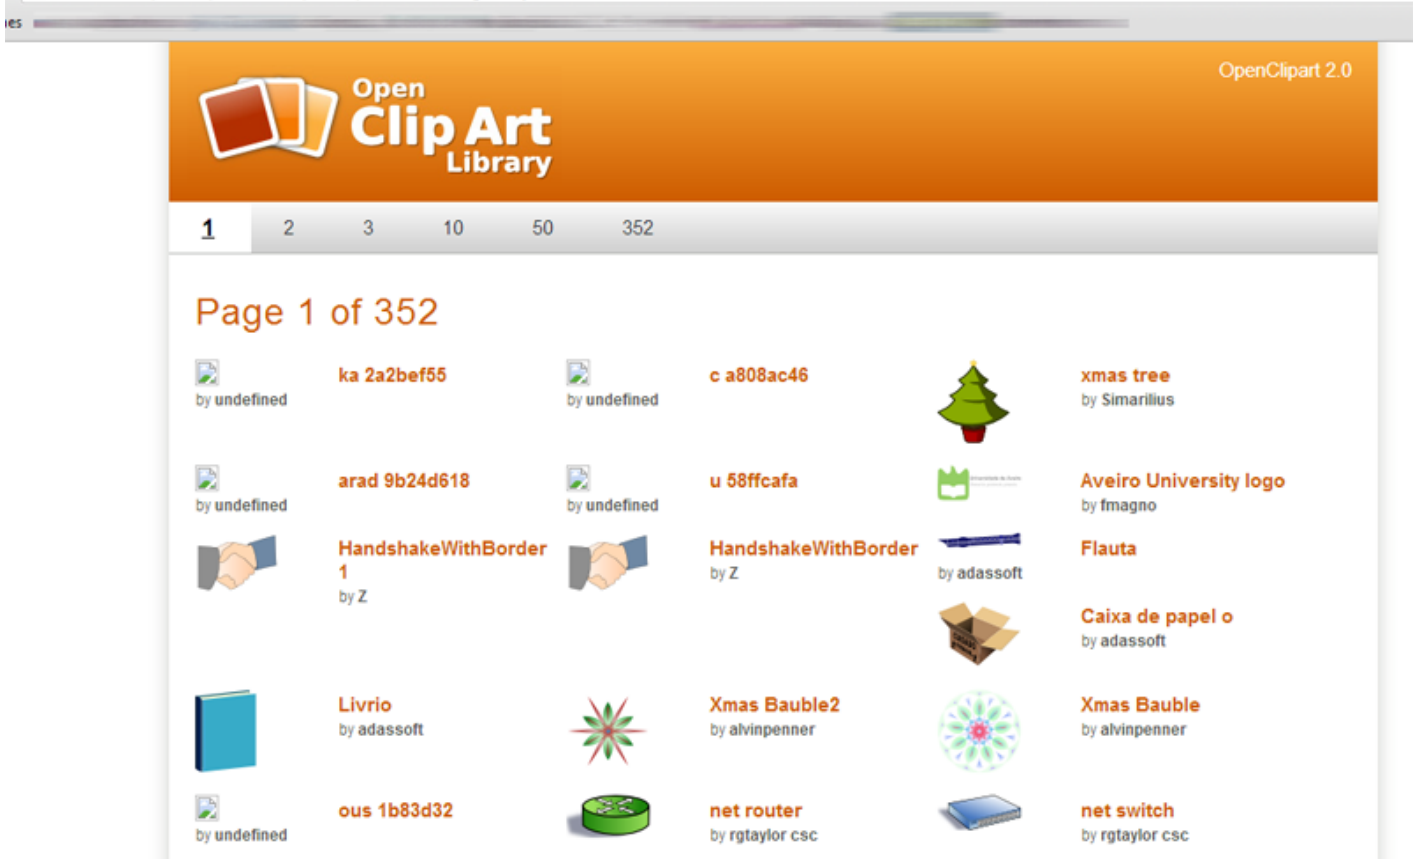 nes
OpenClipart 2.0
Open
Clip Art
Library
1 2 3 10 50 352
Page 1 of 352
ka 2a2bef55
by undefined
c a808ac46
by undefined
xmas tree
by Simarilius
arad 9b24d618
by undefined
u 58ffcafa
by undefined
Aveiro University logo
by fmagno
HandshakeWithBorder
1
by Z
HandshakeWithBorder
by Z
Flauta
by adassoft
Caixa de papel o
by adassoft
Livrio
by adassoft
Xmas Bauble2
by alvinpenner
Xmas Bauble
by alvinpenner
ous 1b83d32
by undefined
net router
by rgtaylor csc
net switch
by rgtaylor csc